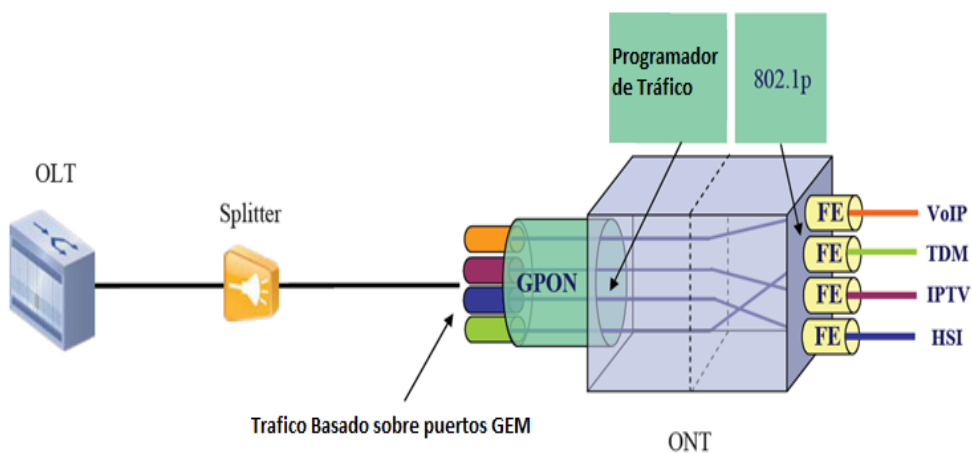 Programador
de Tráfico
802.1p
OLT
Splitter
GPON
FE
VoIP
FE
TDM
FE
IPTV
FE
HSI
Trafico Basado sobre puertos GEM
ONT